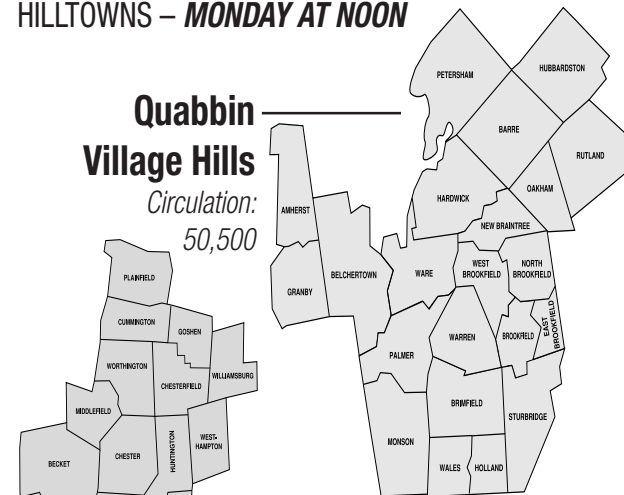 HILLTOWNS – MONDAY AT NOON
Quabbin
Village Hills
Circulation:
50,500
PETERSHAM
HUBBARDSTON
BARRE
RUTLAND
OAKHAM
HARDWICK
NEW BRAINTREE
AMHERST
BELCHERTOWN
GRANBY
WARE
WEST
BROOKFIELD
NORTH
BROOKFIELD
EAST
BROOKFIELD
BROOKFIELD
WARREN
PALMER
BRIMFIELD
STURBRIDGE
MONSON
WALES
HOLLAND
PLAINFIELD
CUMMINGTON
GOSHEN
WORTHINGTON
CHESTERFIELD
WILLIAMSBURG
MIDDLEFIELD
BECKET
CHESTER
HUNTINGTON
WEST-
HAMPTON